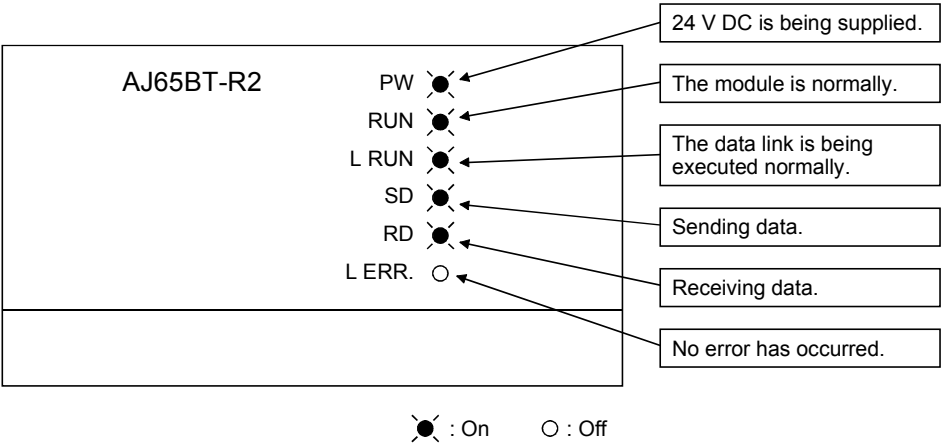 24 V DC is being supplied.
AJ65BT-R2
PW
The module is normally.
RUN
L RUN
The data link is being
executed normally.
SD
Sending data.
RD
L ERR.
Receiving data.
No error has occurred.
: On
: Off